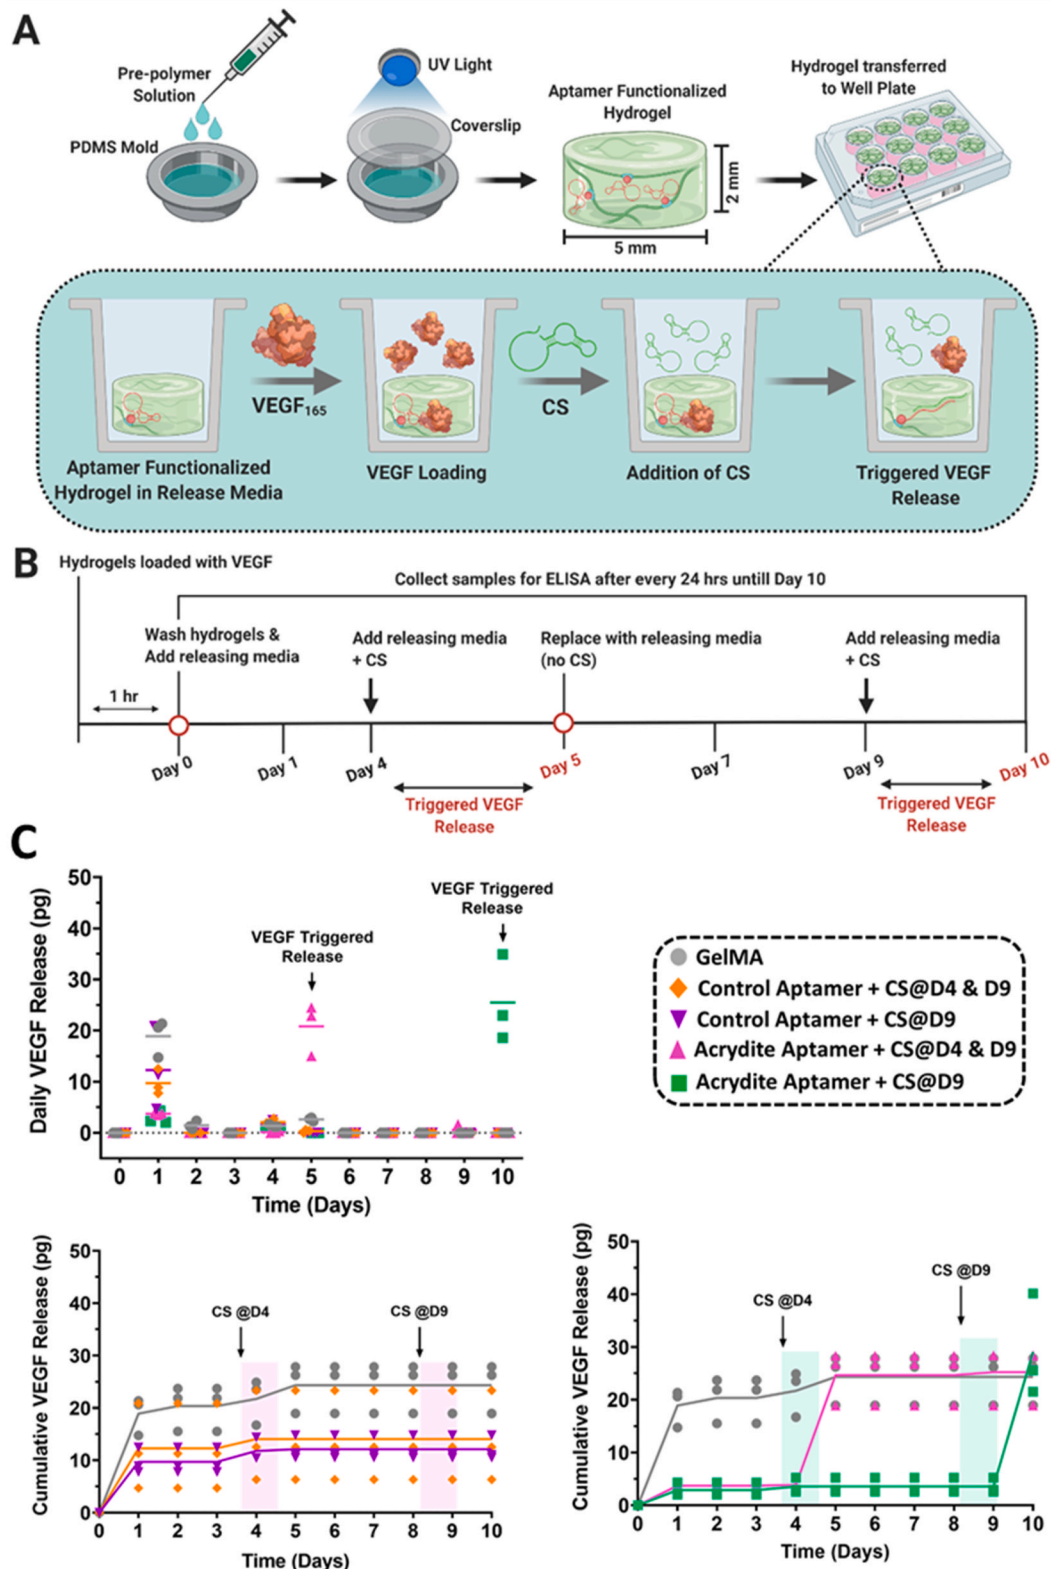 A
Pre-polymer
Solution
PDMS Mold
UV Light
Coverslip
Aptamer Functionalized
Hydrogel
2 mm
5 mm
Hydrogel transferred
to Well Plate
VEGF165
CS
Aptamer Functionalized
Hydrogel in Release Media
VEGF Loading
Addition of CS
Triggered VEGF
Release
B
Hydrogels loaded with VEGF
Collect samples for ELISA after every 24 hrs untill Day 10
Wash hydrogels &
Add releasing media
Add releasing media
+ CS
Replace with releasing media
(no CS)
Add releasing media
+ CS
1 hr
Day 0
Day 1
Day 4
Day 5
Day 7
Day 9
Day 10
Triggered VEGF
Release
Triggered VEGF
Release
C
Daily VEGF Release (pg)
50
40
30
20
10
0
VEGF Triggered
Release
VEGF Triggered
Release
0 1 2 3 4 5 6 7 8 9 10
Time (Days)
GelMA
Control Aptamer + CS@D4 & D9
Control Aptamer + CS@D9
Acrydite Aptamer + CS@D4 & D9
Acrydite Aptamer + CS@D9
Cumulative VEGF Release (pg)
50
40
30
20
10
0
CS @D4
CS @D9
0 1 2 3 4 5 6 7 8 9 10
Time (Days)
Cumulative VEGF Release (pg)
50
40
30
20
10
0
CS @D4
CS @D9
0 1 2 3 4 5 6 7 8 9 10
Time (Days)